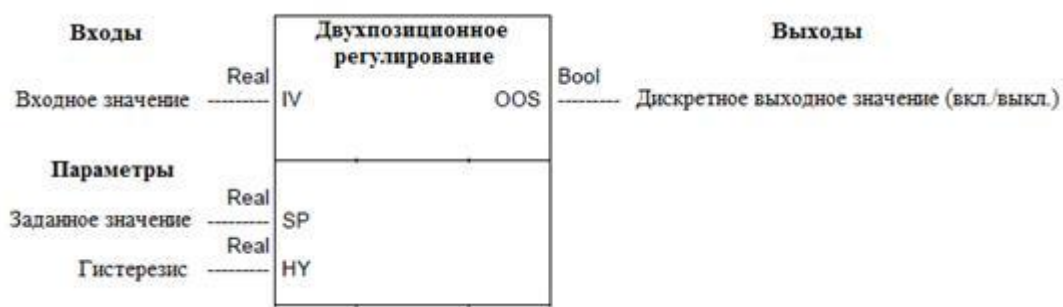 Входы
Двухпозиционное
регулирование
Выходы
Real
Bool
Входное значение
IV
OOS
Дискретное выходное значение (вкл./выкл.)
Параметры
Real
Заданное значение
SP
Real
Гистерезис
HY